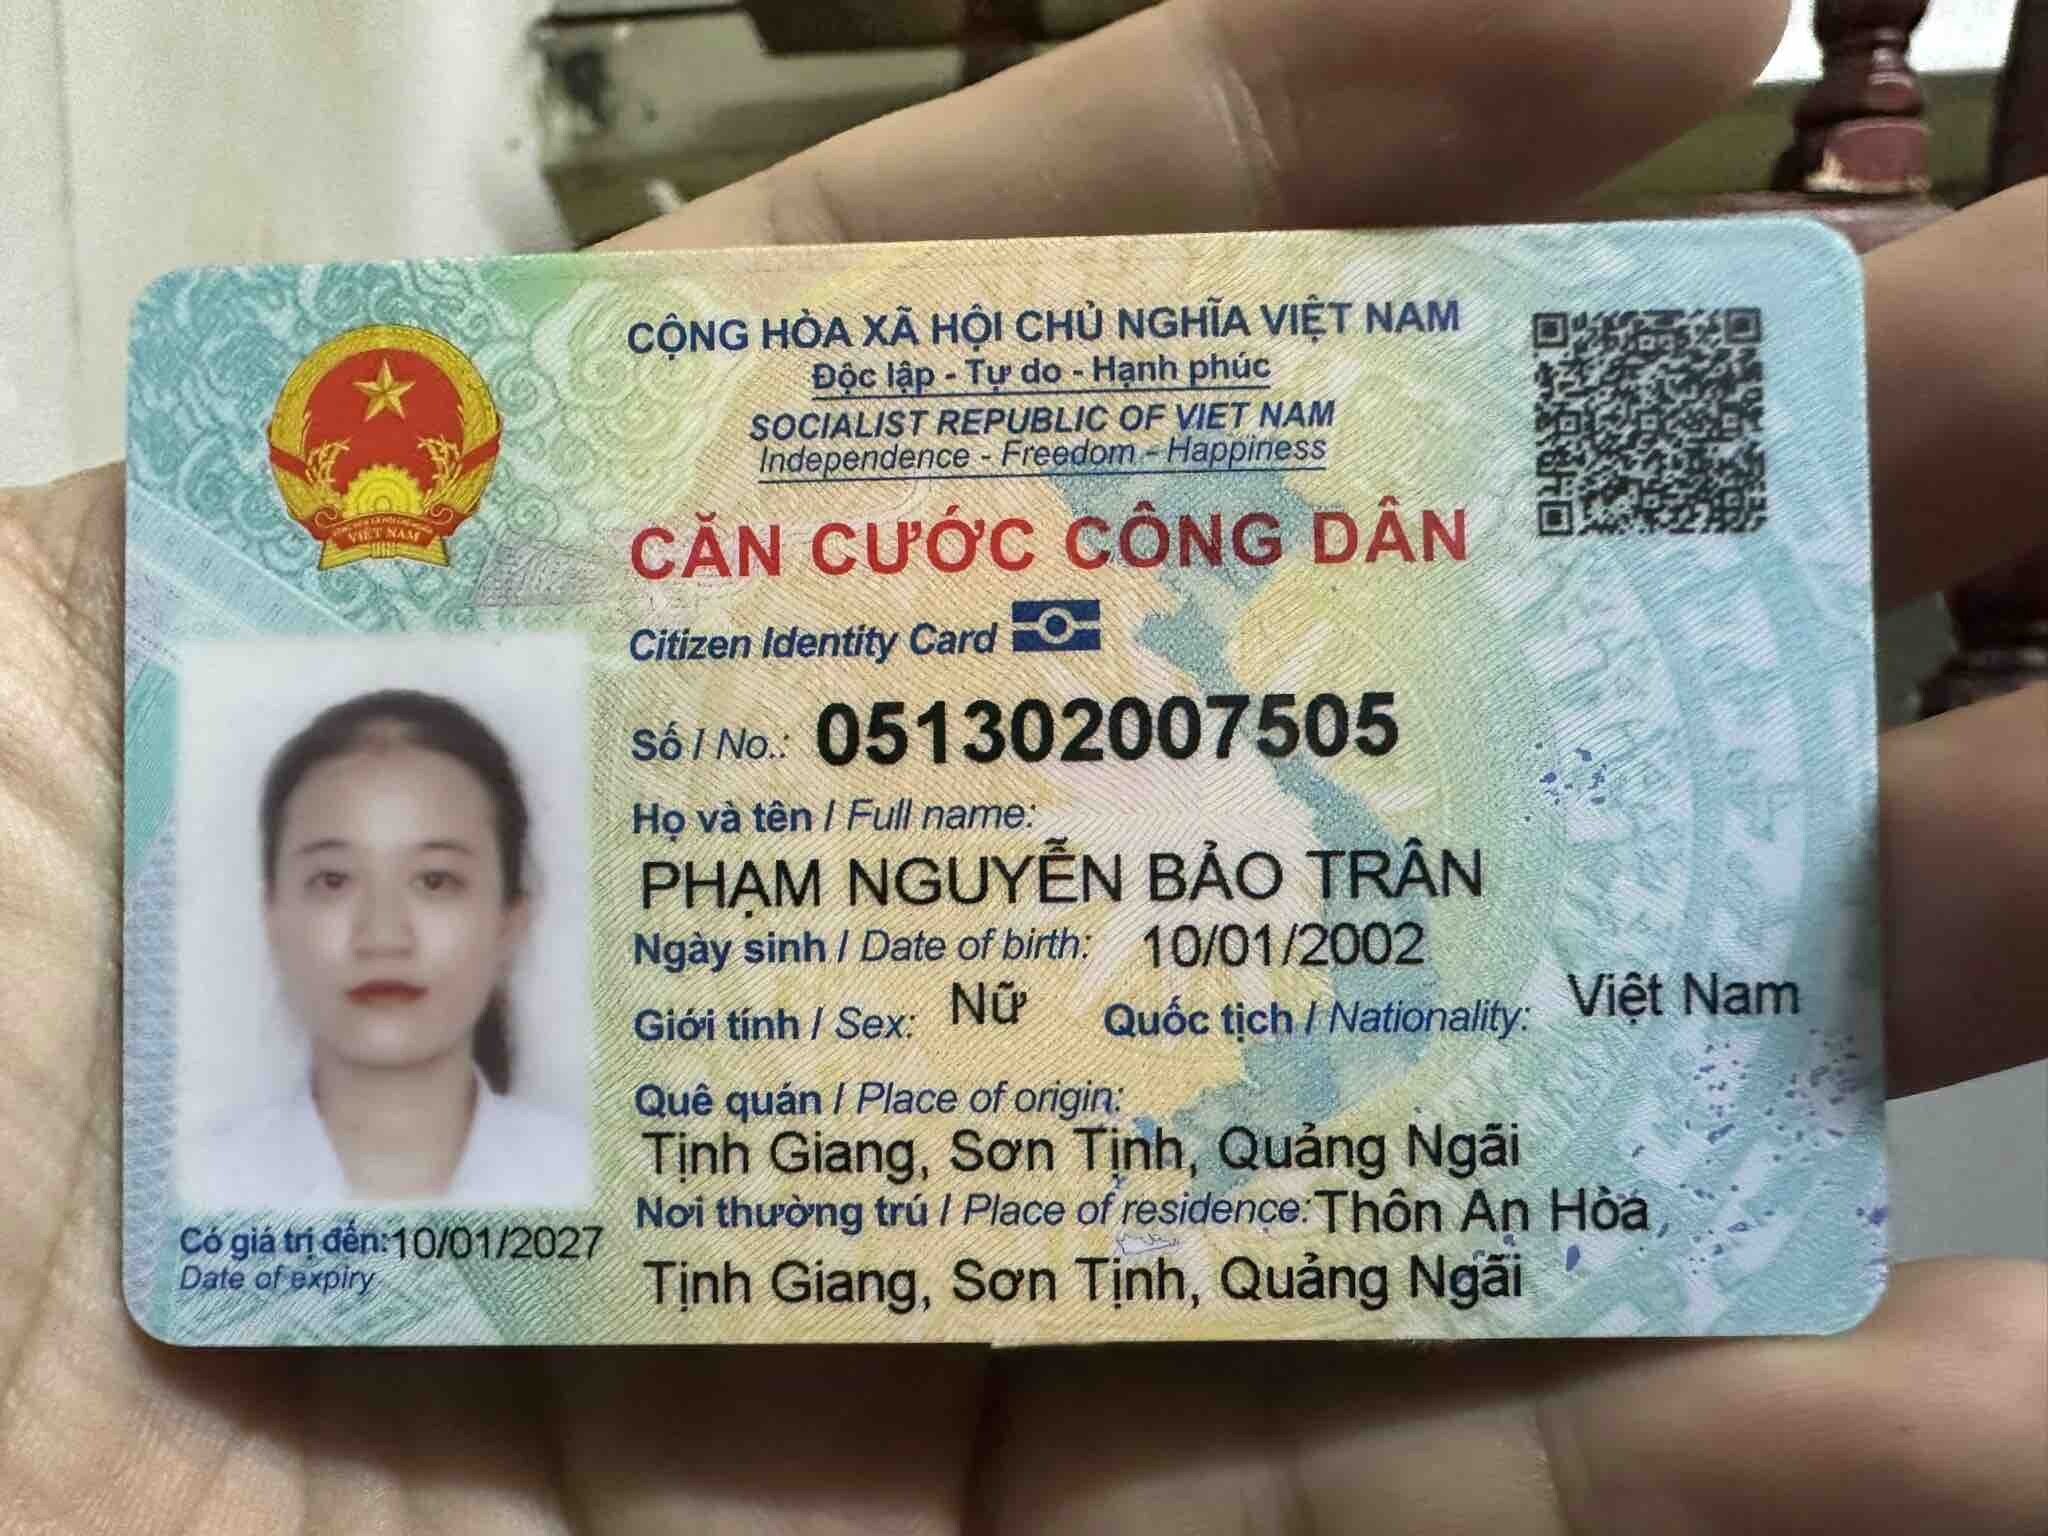 CỘNG HÒA XÃ HỘI CHỦ NGHĨA VIỆT NAM
Độc lập - Tự do - Hạnh phúc
SOCIALIST REPUBLIC OF VIET NAM
Independence - Freedom - Happiness
CĂN CƯỚC CÔNG DÂN
Citizen Identity Card
Số / No.: 051302007505
Họ và tên / Full name:
PHẠM NGUYỄN BẢO TRÂN
Ngày sinh / Date of birth: 10/01/2002
Giới tính / Sex: Nữ Quốc tịch / Nationality: Việt Nam
Quê quán / Place of origin:
Tịnh Giang, Sơn Tịnh, Quảng Ngãi
Nơi thường trú / Place of residence: Thôn An Hòa,
Tịnh Giang, Sơn Tịnh, Quảng Ngãi
Có giá trị đến: 10/01/2027
Date of expiry
VIỆT NAM